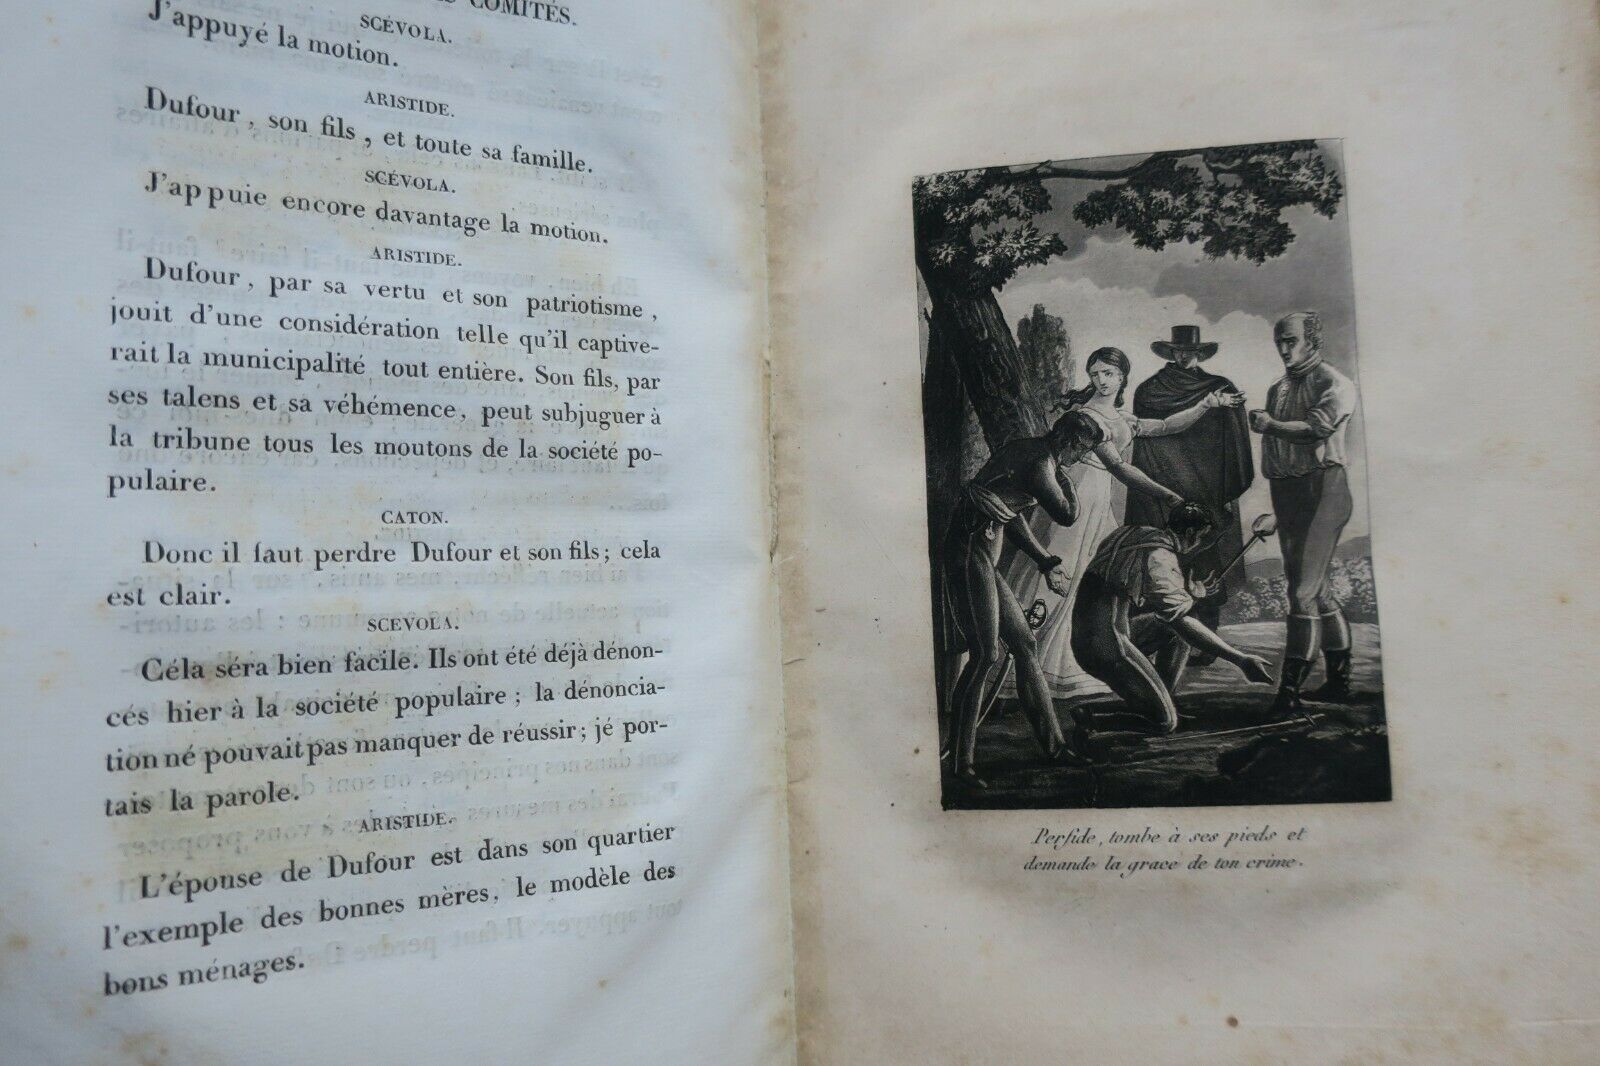 COMITÉS.
SCÉVOLA.
J'appuyé la motion.
ARISTIDE.
Dufour, son fils, et toute sa famille.
SCÉVOLA.
J'appuie encore davantage la motion.
ARISTIDE.
Dufour, par sa vertu et son patriotisme,
jouit d'une considération telle qu'il captive-
rait la municipalité tout entière. Son fils, par
ses talens et sa véhémence, peut subjuguer à
la tribune tous les moutons de la société po-
pulaire.
CATON.
Donc il faut perdre Dufour et son fils; cela
est clair.
SCEVOLA.
Céla séra bien facile. Ils ont été déjà dénon-
cés hier à la société populaire; la dénoncia-
tion né pouvait pas manquer de réussir; jé por-
tais la parole.
ARISTIDE.
L'épouse de Dufour est dans son quartier
l'exemple des bonnes mères, le modèle des
bons ménages.
Perfide, tombe à ses pieds et
demande la grace de ton crime.